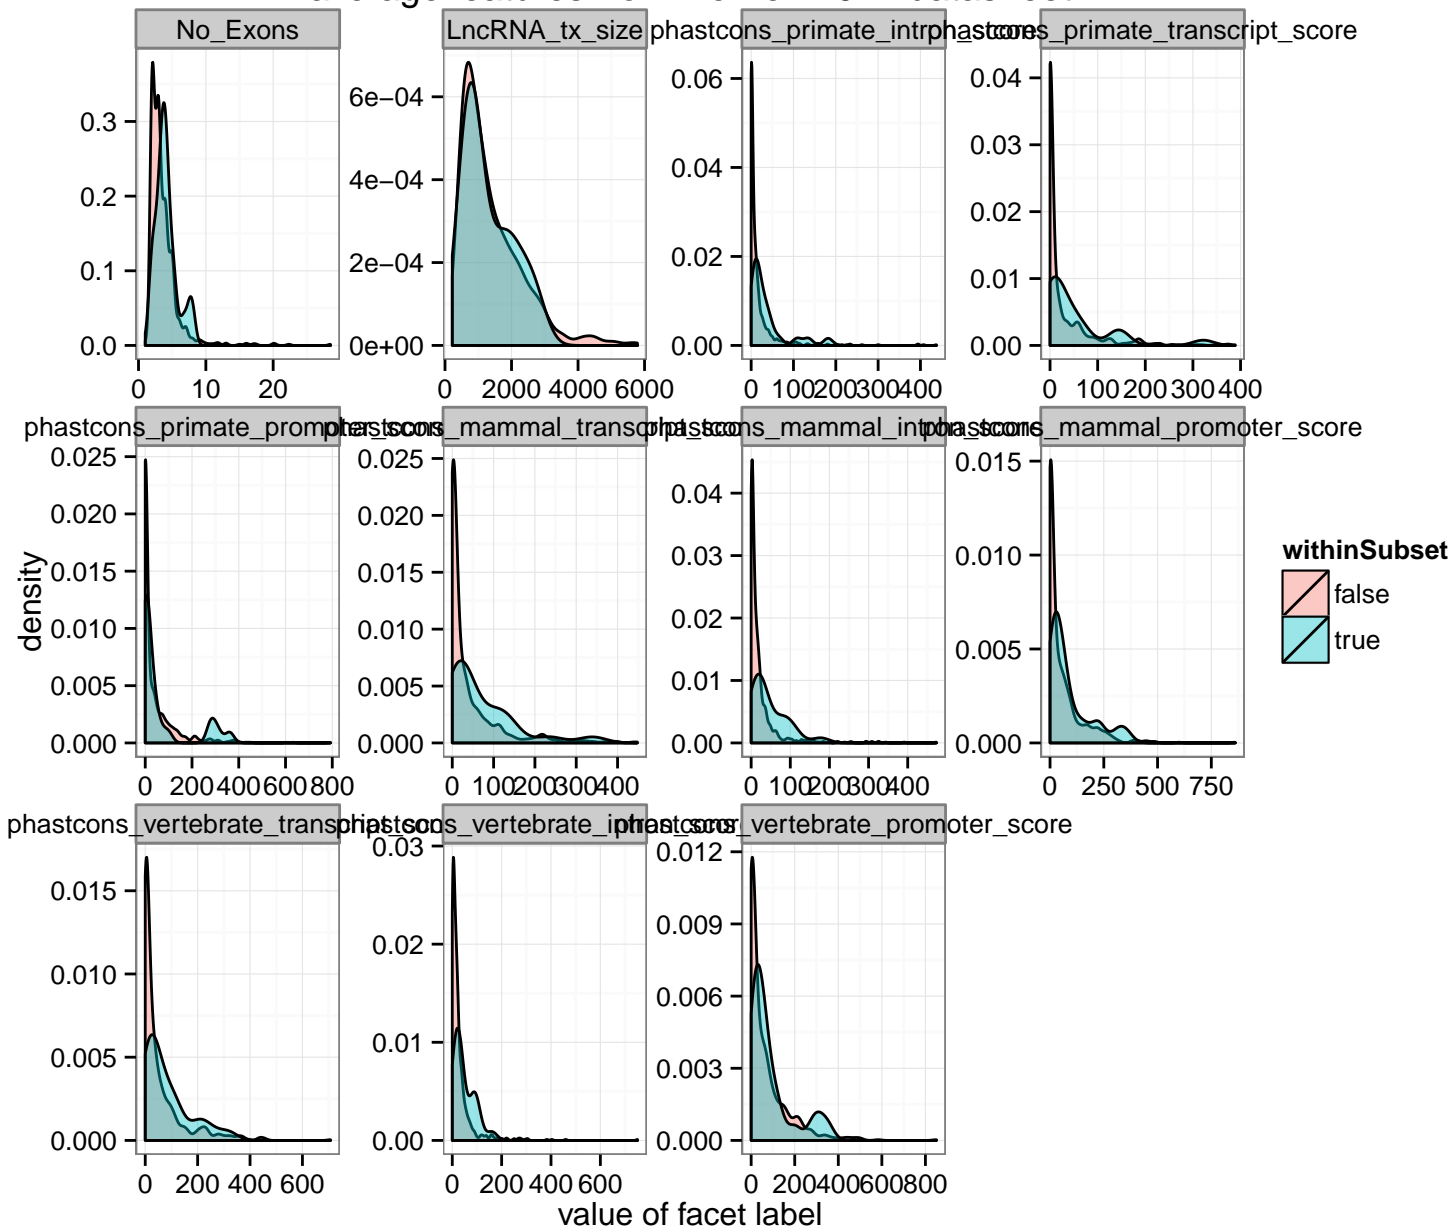 No_Exons
LncRNA_tx_size
phastcons_primate_intron_score
phastcons_primate_transcript_score
0.3
0.2
0.1
0.0
6e−04
4e−04
2e−04
0e+00
0.06
0.04
0.02
0.00
0.04
0.03
0.02
0.01
0.00
0 10 20
0 2000 4000 6000
0 100 200 300 400
0 100 200 300 400
phastcons_primate_promoter_score
phastcons_mammal_transcript_score
phastcons_mammal_intron_score
phastcons_mammal_promoter_score
0.025
0.020
0.015
0.010
0.005
0.000
0.025
0.020
0.015
0.010
0.005
0.000
0.04
0.03
0.02
0.01
0.00
0.015
0.010
0.005
0.000
0 200 400 600 800
0 100 200 300 400
0 100 200 300 400
0 250 500 750
phastcons_vertebrate_transcript_score
phastcons_vertebrate_intron_score
phastcons_vertebrate_promoter_score
0.015
0.010
0.005
0.000
0.03
0.02
0.01
0.00
0.012
0.009
0.006
0.003
0.000
0 200 400 600
0 200 400 600
0 200 400 600 800
density
value of facet label
withinSubset
false
true